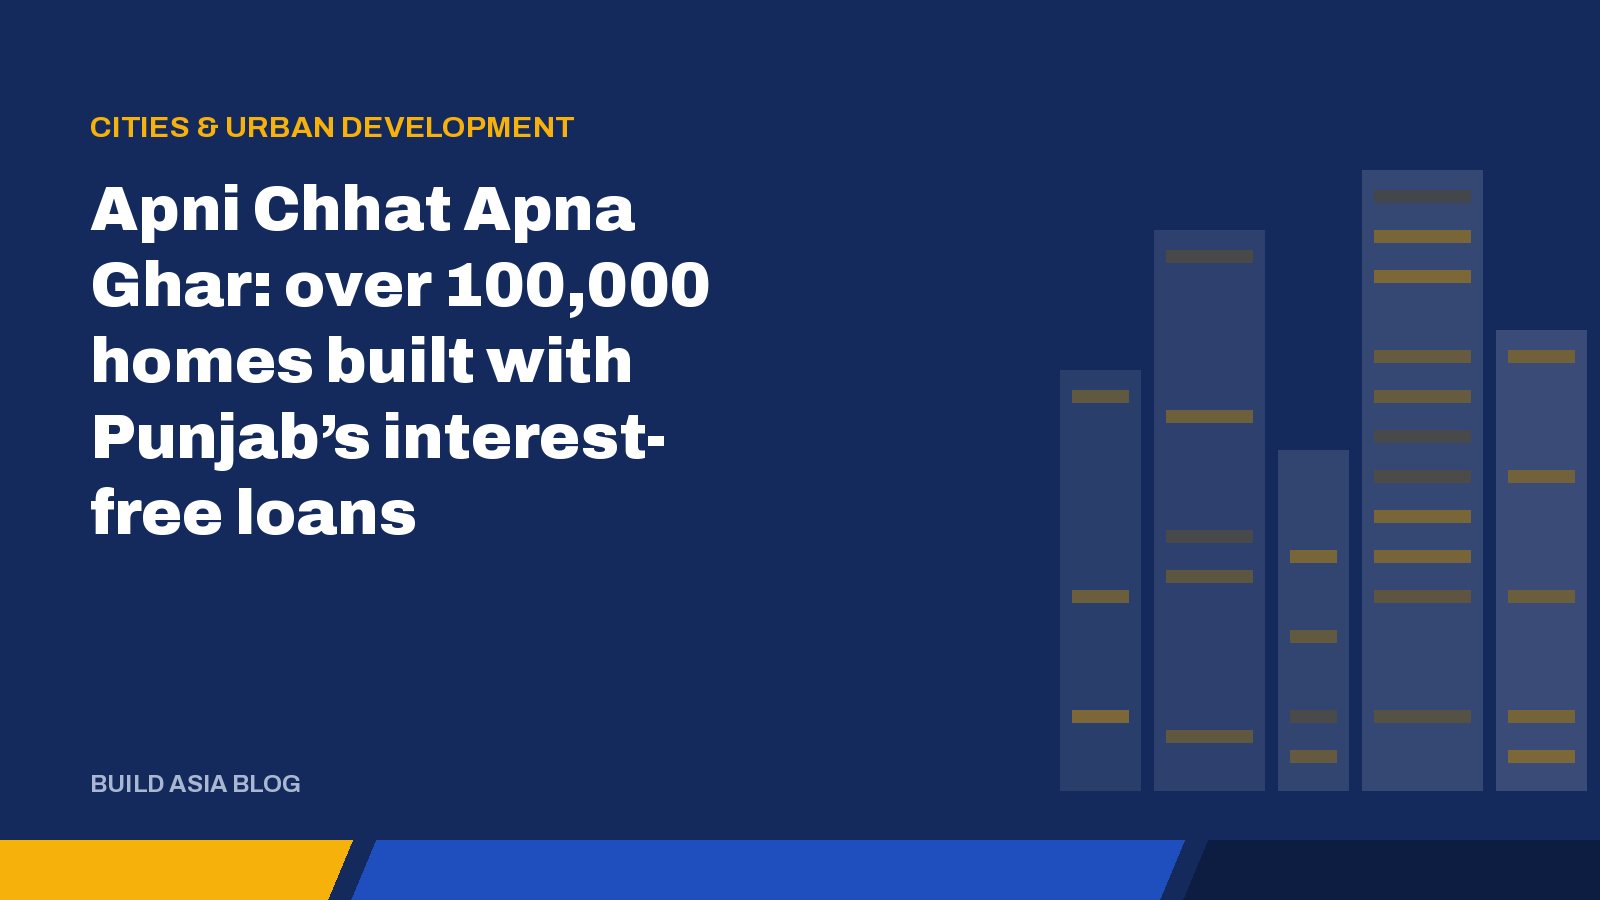 CITIES & URBAN DEVELOPMENT
Apni Chhat Apna
Ghar: over 100,000
homes built with
Punjab’s interest-
free loans
BUILD ASIA BLOG